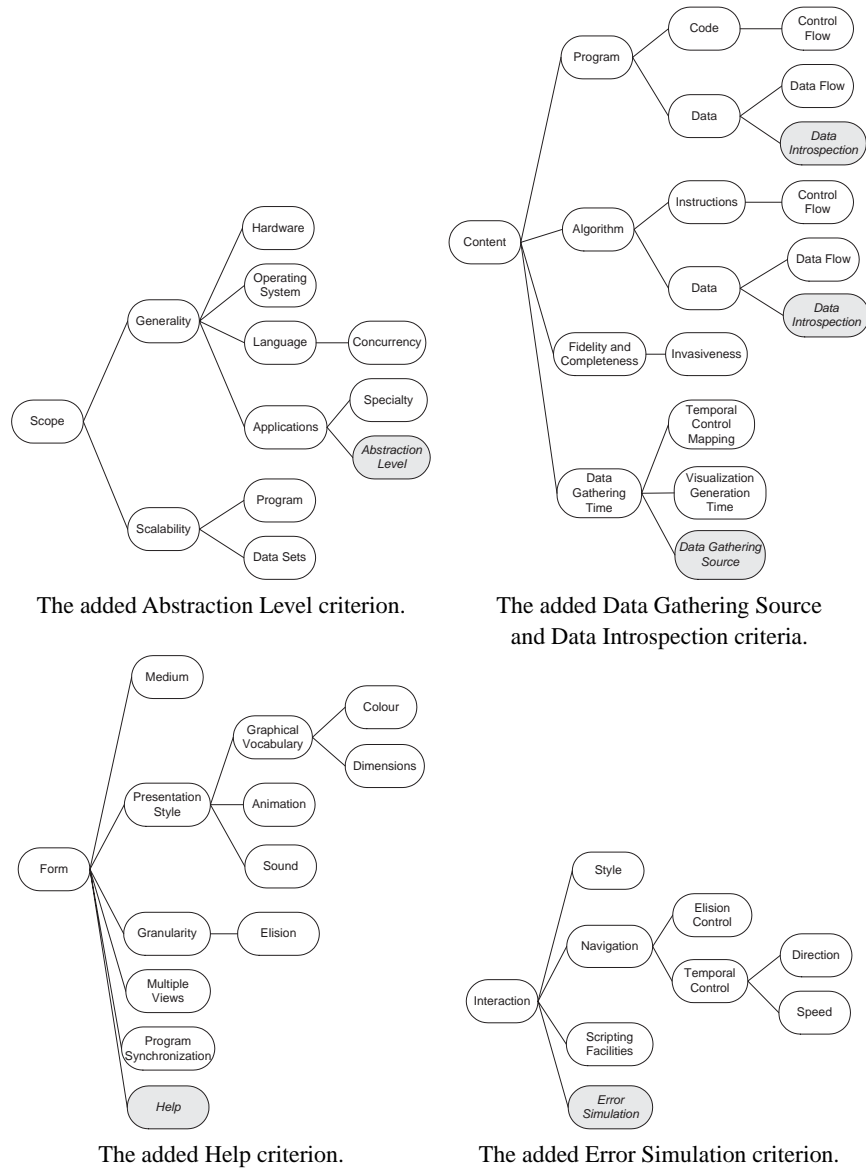 Hardware
Operating
System
Generality
Language
Concurrency
Specialty
Scope
Applications
Abstraction
Level
Program
Scalability
Data Sets
The added Abstraction Level criterion.
Code
Control
Flow
Program
Data Flow
Data
Data
Introspection
Instructions
Control
Flow
Content
Algorithm
Data Flow
Data
Data
Introspection
Fidelity and
Completeness
Invasiveness
Temporal
Control
Mapping
Data
Gathering
Time
Visualization
Generation
Time
Data Gathering
Source
The added Data Gathering Source
and Data Introspection criteria.
Medium
Colour
Graphical
Vocabulary
Dimensions
Presentation
Style
Animation
Form
Sound
Granularity
Elision
Multiple
Views
Program
Synchronization
Help
The added Help criterion.
Style
Elision
Control
Navigation
Direction
Temporal
Control
Interaction
Speed
Scripting
Facilities
Error
Simulation
The added Error Simulation criterion.